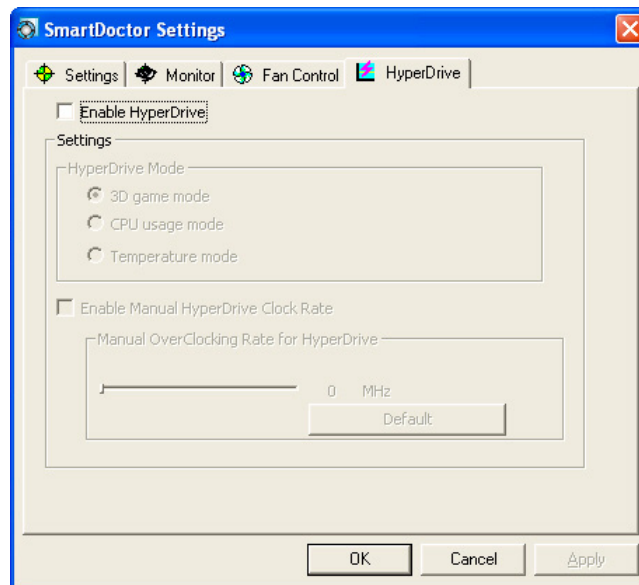 SmartDoctor Settings
Settings Monitor Fan Control HyperDrive
Enable HyperDrive
Settings
HyperDrive Mode
3D game mode
CPU usage mode
Temperature mode
Enable Manual HyperDrive Clock Rate
Manual OverClocking Rate for HyperDrive
0 MHz
Default
OK Cancel Apply